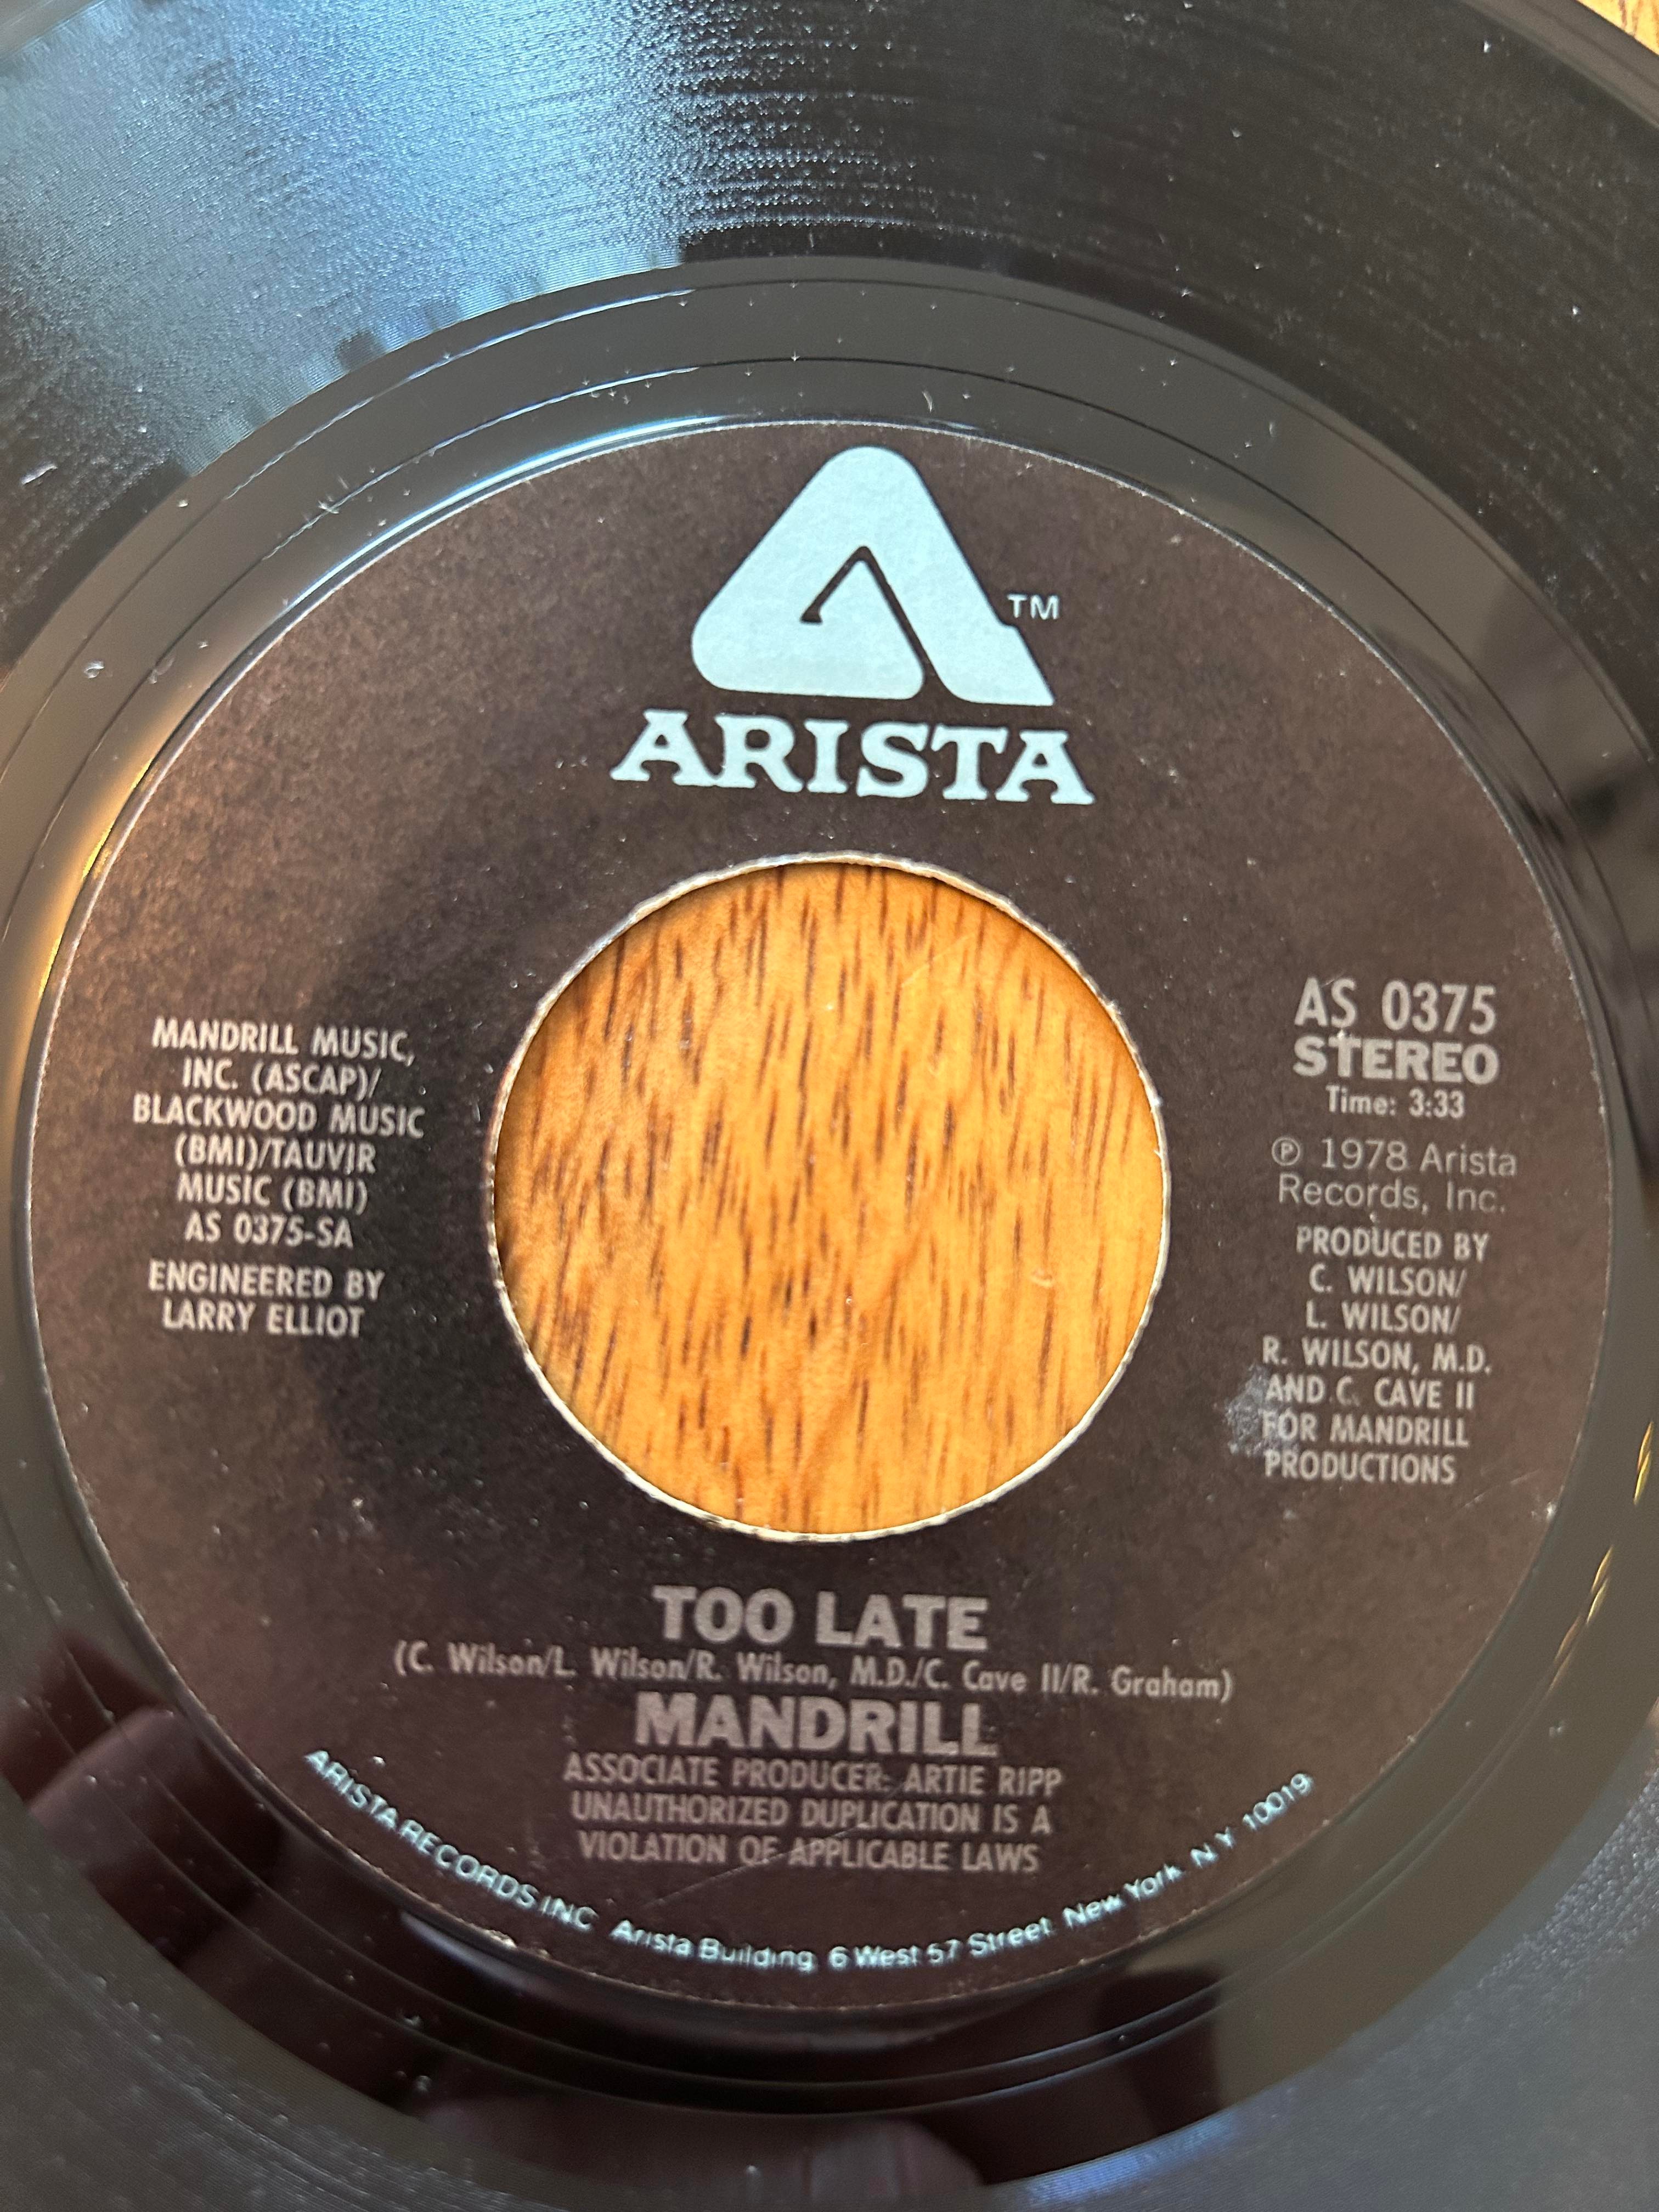 TM
ARISTA
MANDRILL MUSIC,
INC. (ASCAP)/
BLACKWOOD MUSIC
(BMI)/TAUVIR
MUSIC (BMI)
AS 0375-SA
ENGINEERED BY
LARRY ELLIOT
AS 0375
STEREO
Time: 3:33
℗ 1978 Arista
Records, Inc.
PRODUCED BY
C. WILSON/
L. WILSON/
R. WILSON, M.D.
AND C. CAVE II
FOR MANDRILL
PRODUCTIONS
TOO LATE
(C. Wilson/L. Wilson/R. Wilson, M.D./C. Cave II/R. Graham)
MANDRILL
ASSOCIATE PRODUCER: ARTIE RIPP
UNAUTHORIZED DUPLICATION IS A
VIOLATION OF APPLICABLE LAWS
ARISTA RECORDS INC Arista Building, 6 West 57 Street New York N Y 10019